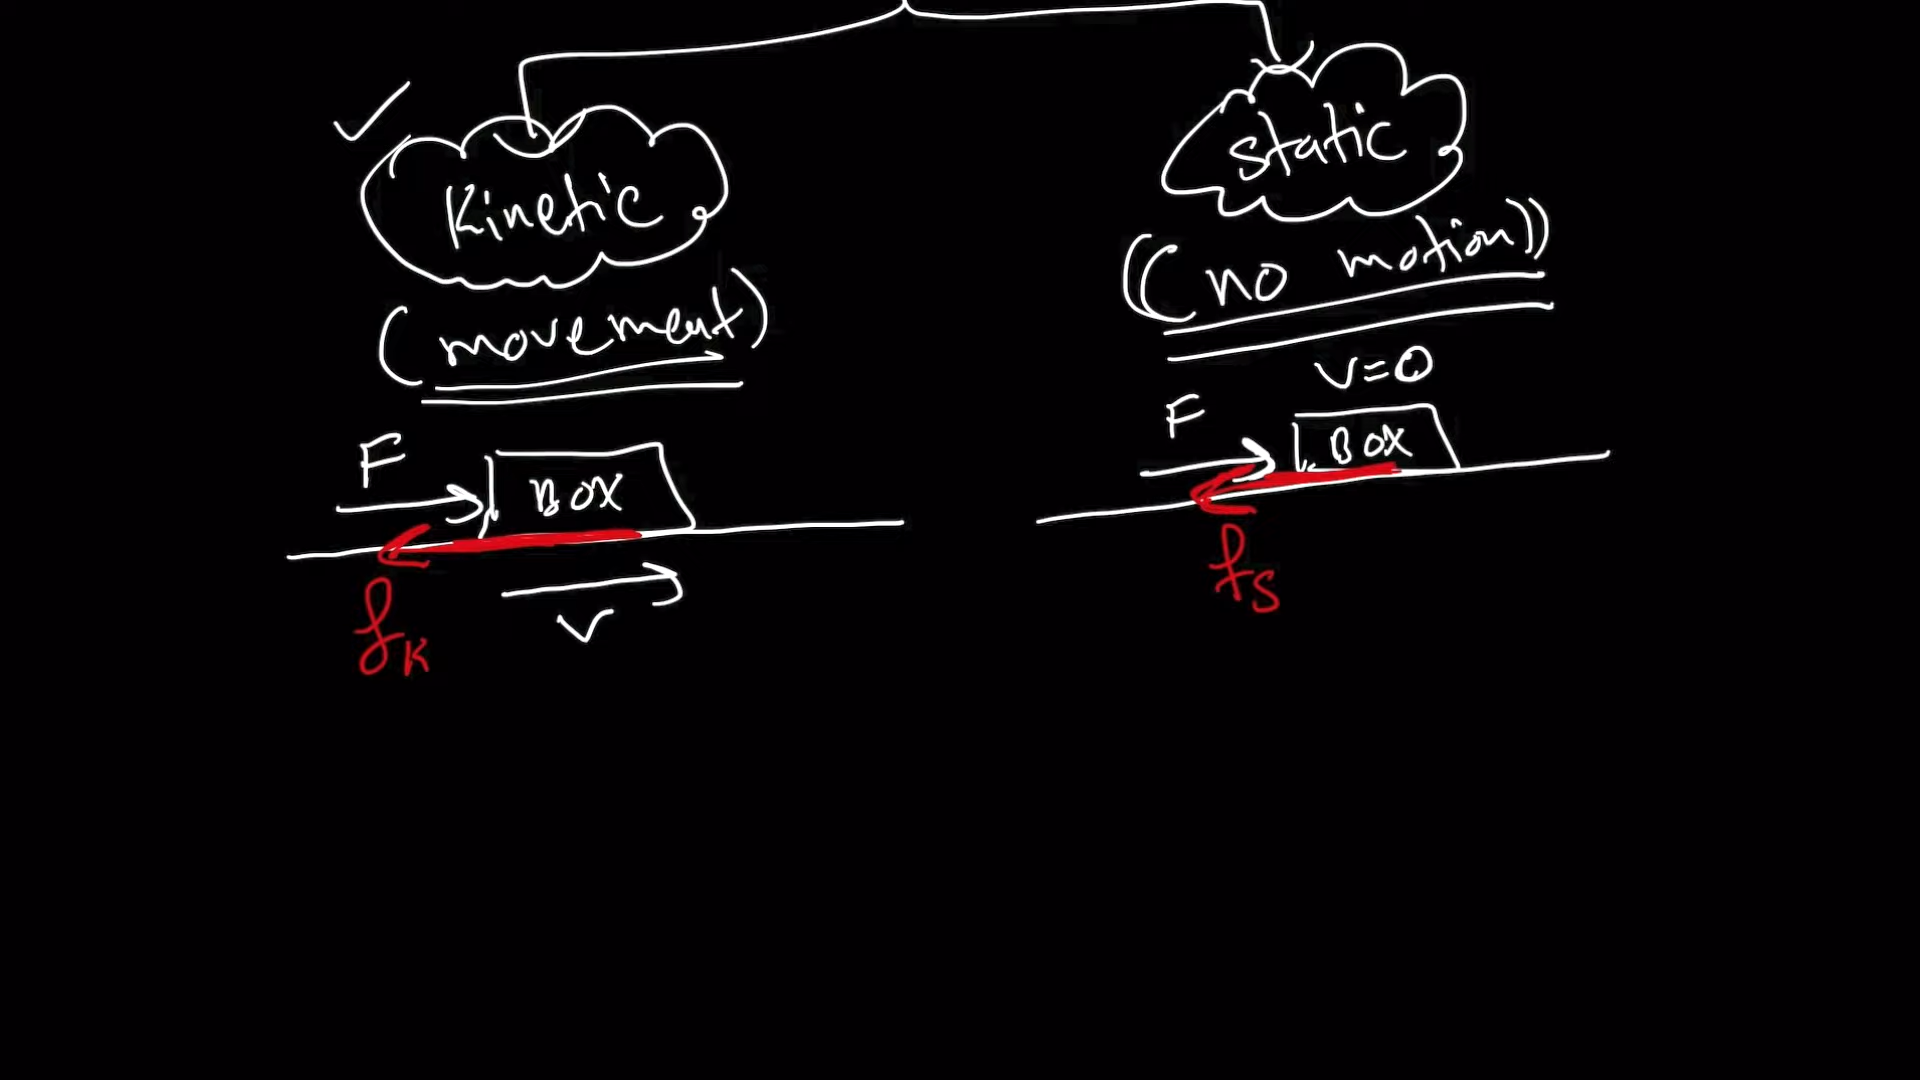 Kinetic
(movement)
F
BOX
fK
v
static
((no motion))
v=0
F
BOX
fS